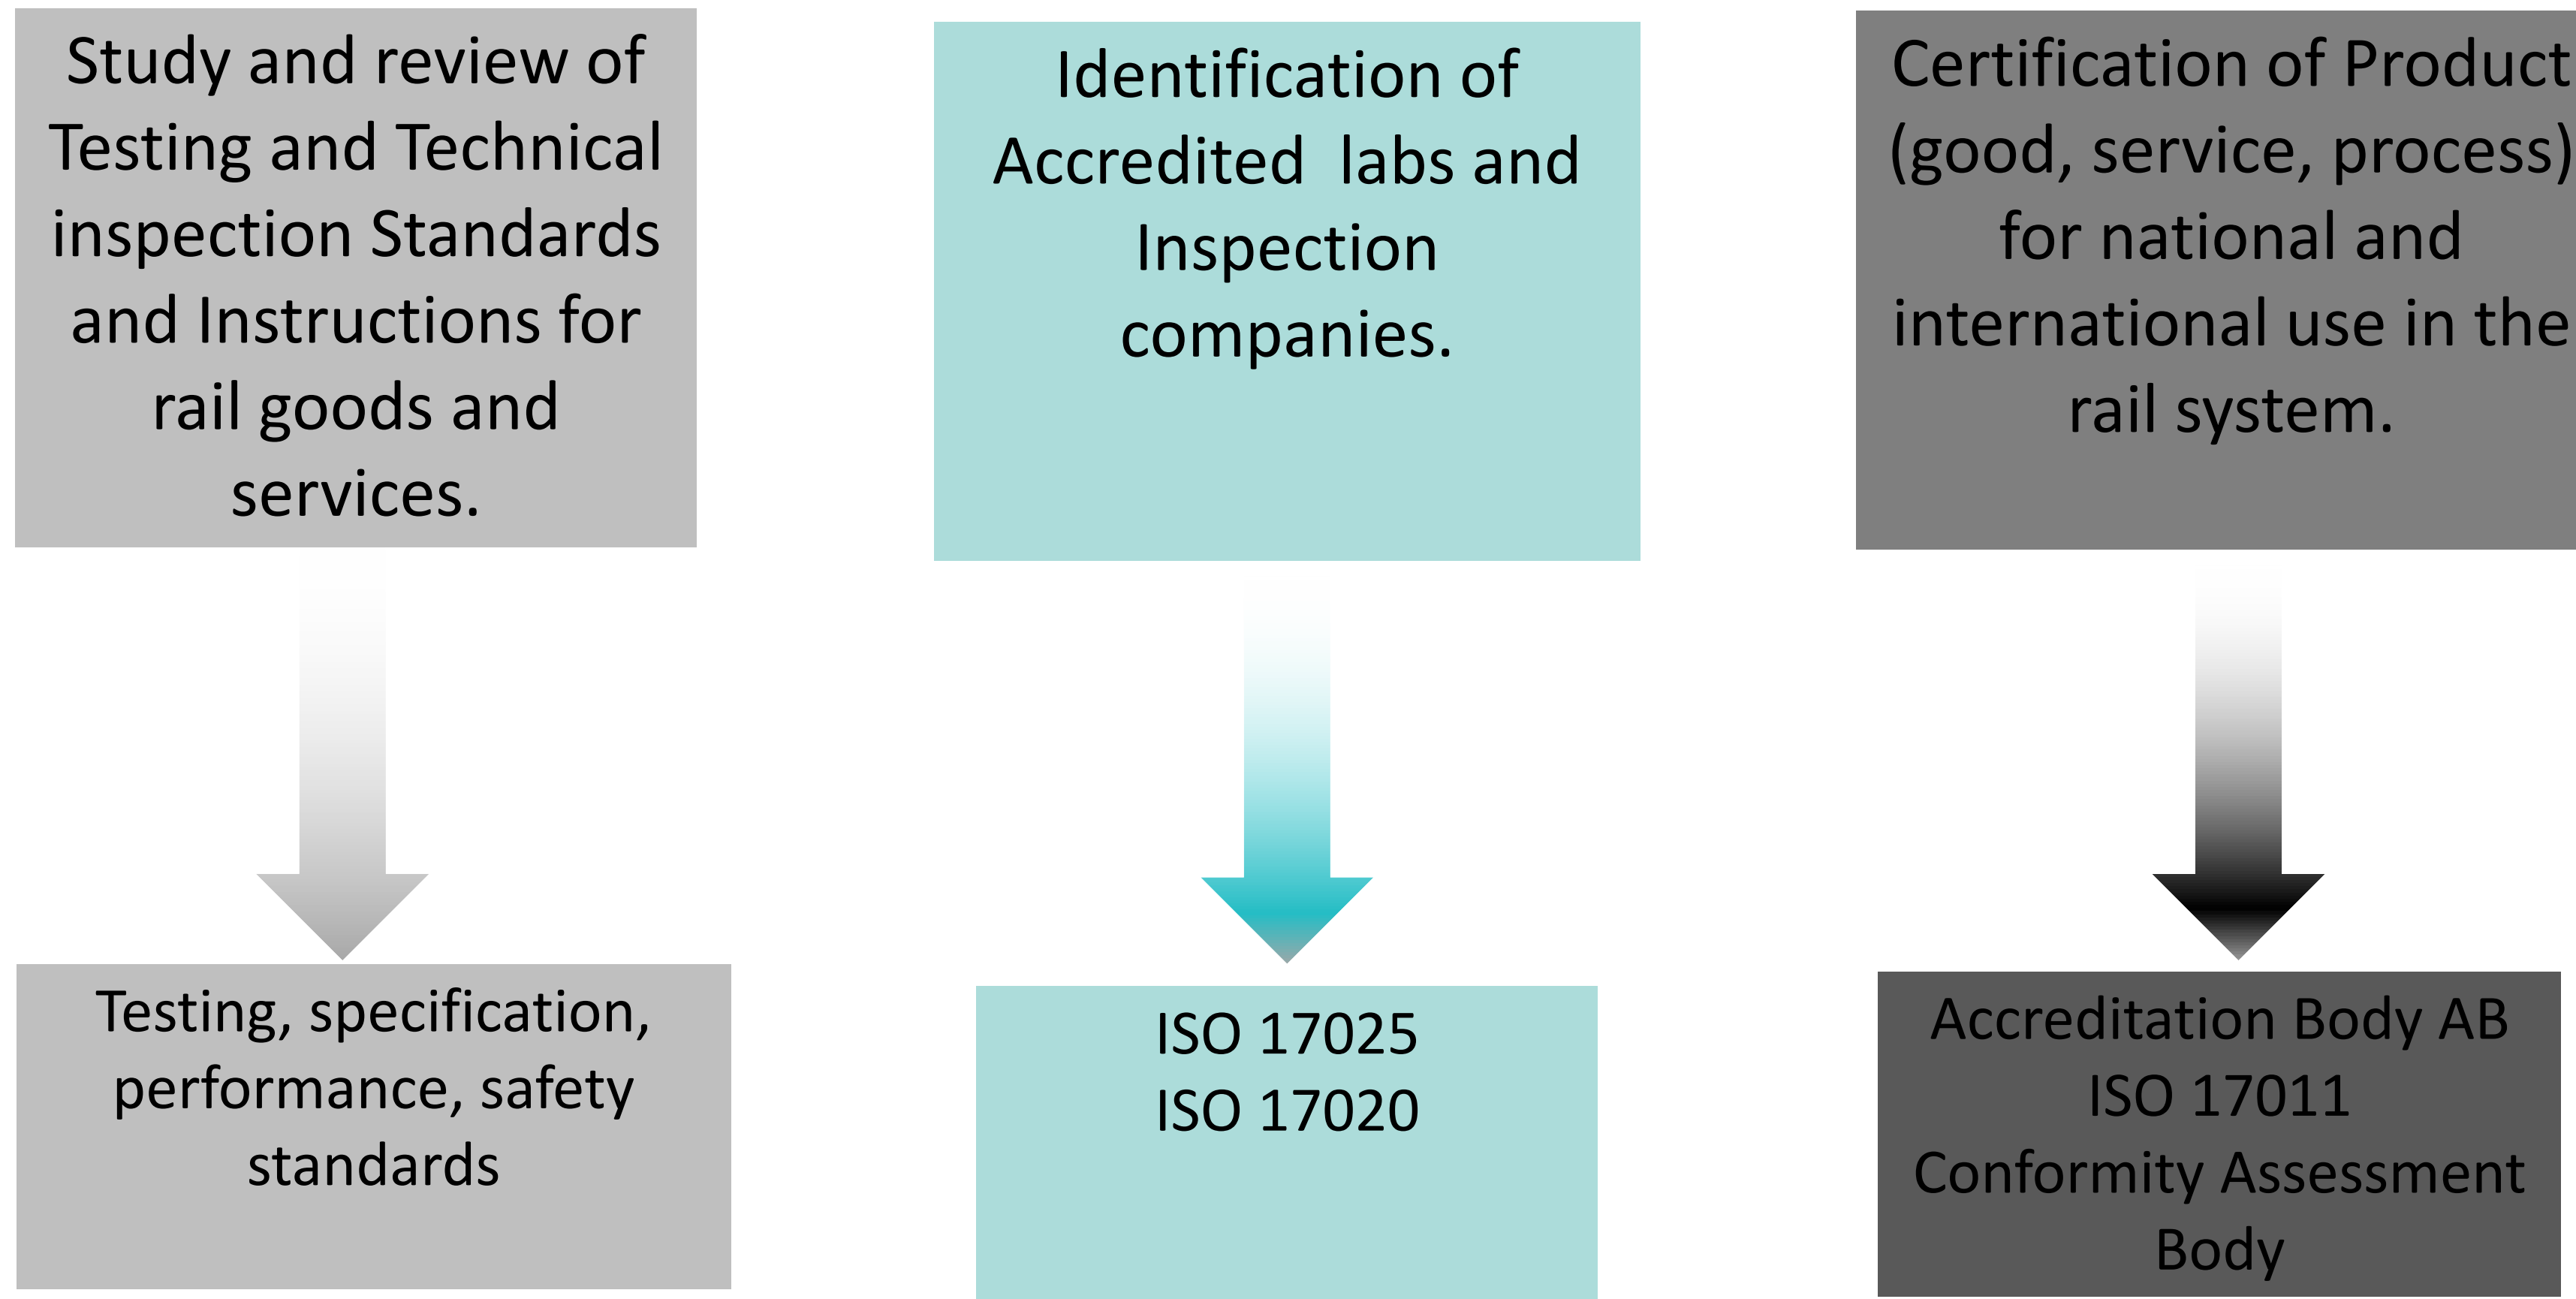 Study and review of
Testing and Technical
inspection Standards
and Instructions for
rail goods and
services.
Identification of
Accredited  labs and
Inspection
companies.
Certification of Product
(good, service, process)
for national and
international use in the
rail system.
Testing, specification,
performance, safety
standards
ISO 17025
ISO 17020
Accreditation Body AB
ISO 17011
Conformity Assessment
Body